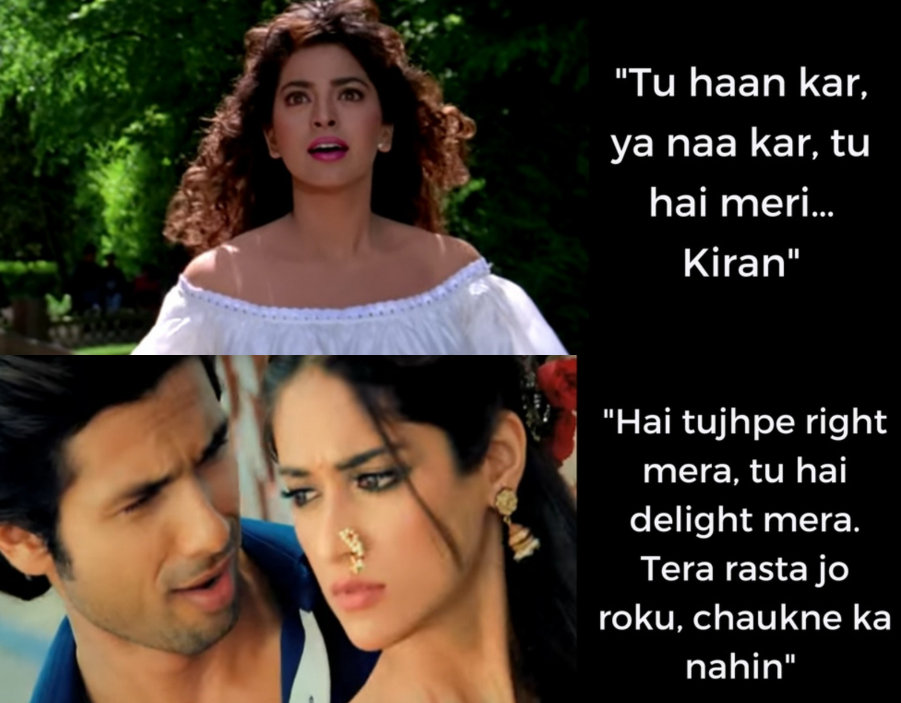 "Tu haan kar,
ya naa kar, tu
hai meri...
Kiran"
"Hai tujhpe right
mera, tu hai
delight mera.
Tera rasta jo
roku, chaukne ka
nahin"